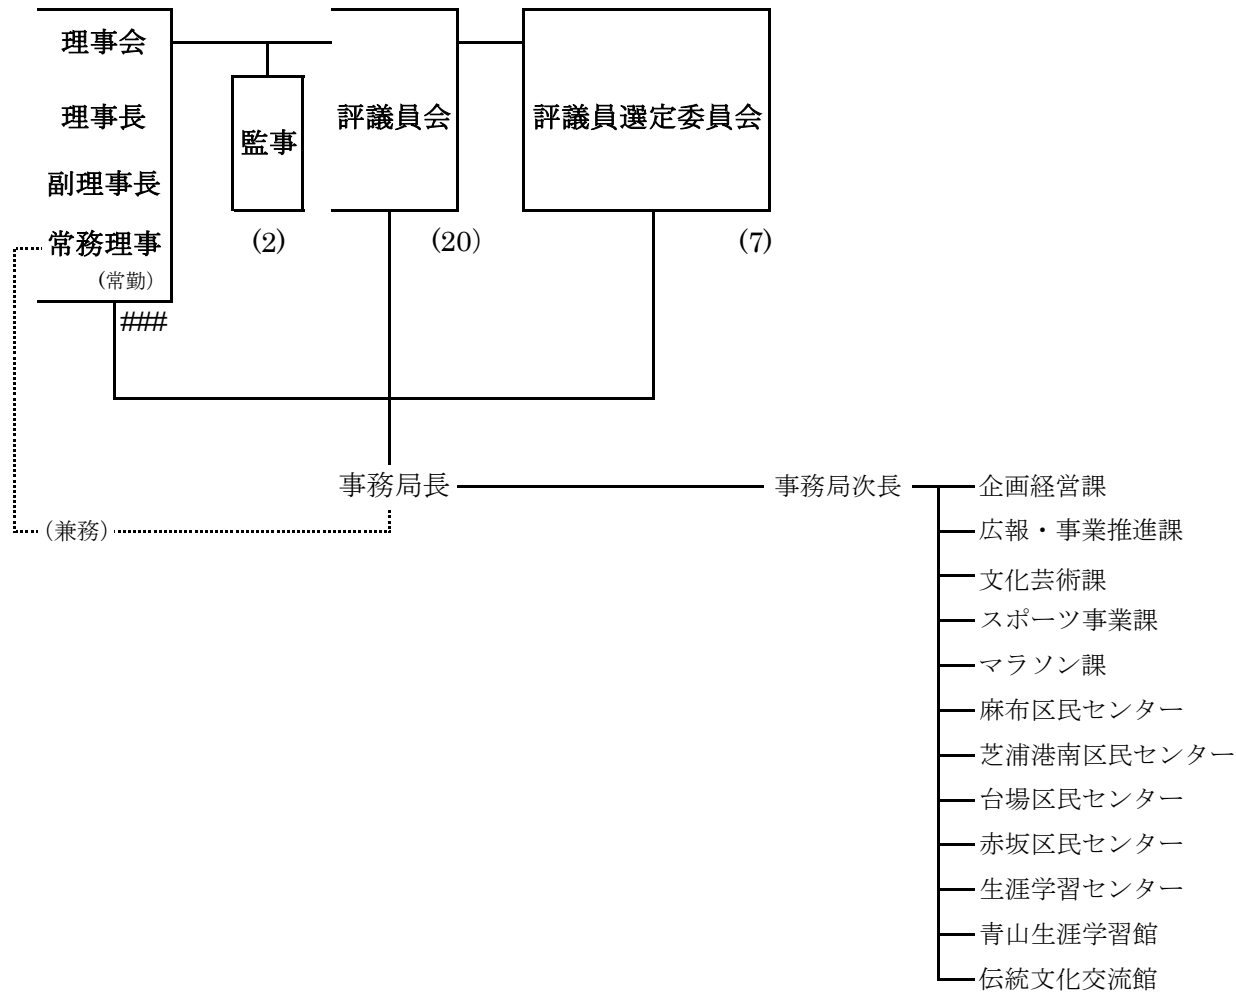 理事会
理事長
副理事長
常務理事
(常勤)
###
監事
(2)
評議員会
(20)
評議員選定委員会
(7)
事務局長
(兼務)
事務局次長
企画経営課
広報・事業推進課
文化芸術課
スポーツ事業課
マラソン課
麻布区民センター
芝浦港南区民センター
台場区民センター
赤坂区民センター
生涯学習センター
青山生涯学習館
伝統文化交流館